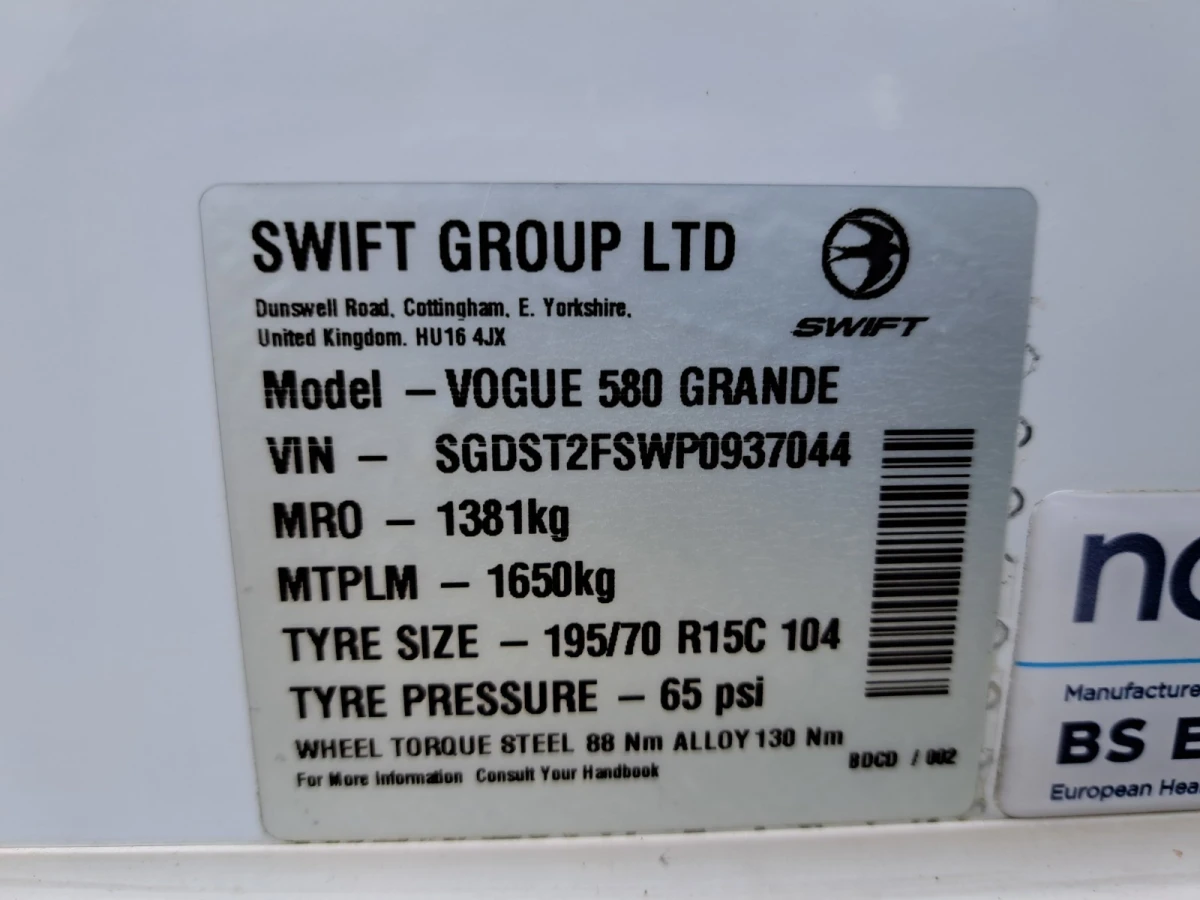 SWIFT GROUP LTD
Dunswell Road, Cottingham, E. Yorkshire,
United Kingdom. HU16 4JX
SWIFT
Model – VOGUE 580 GRANDE
VIN – SGDST2FSWP0937044
MRO – 1381kg
MTPLM – 1650kg
TYRE SIZE – 195/70 R15C 104
TYRE PRESSURE – 65 psi
WHEEL TORQUE STEEL 88 Nm ALLOY 130 Nm
BDCD / 002
For More Information Consult Your Handbook
Manufacture
BS E
European Hea